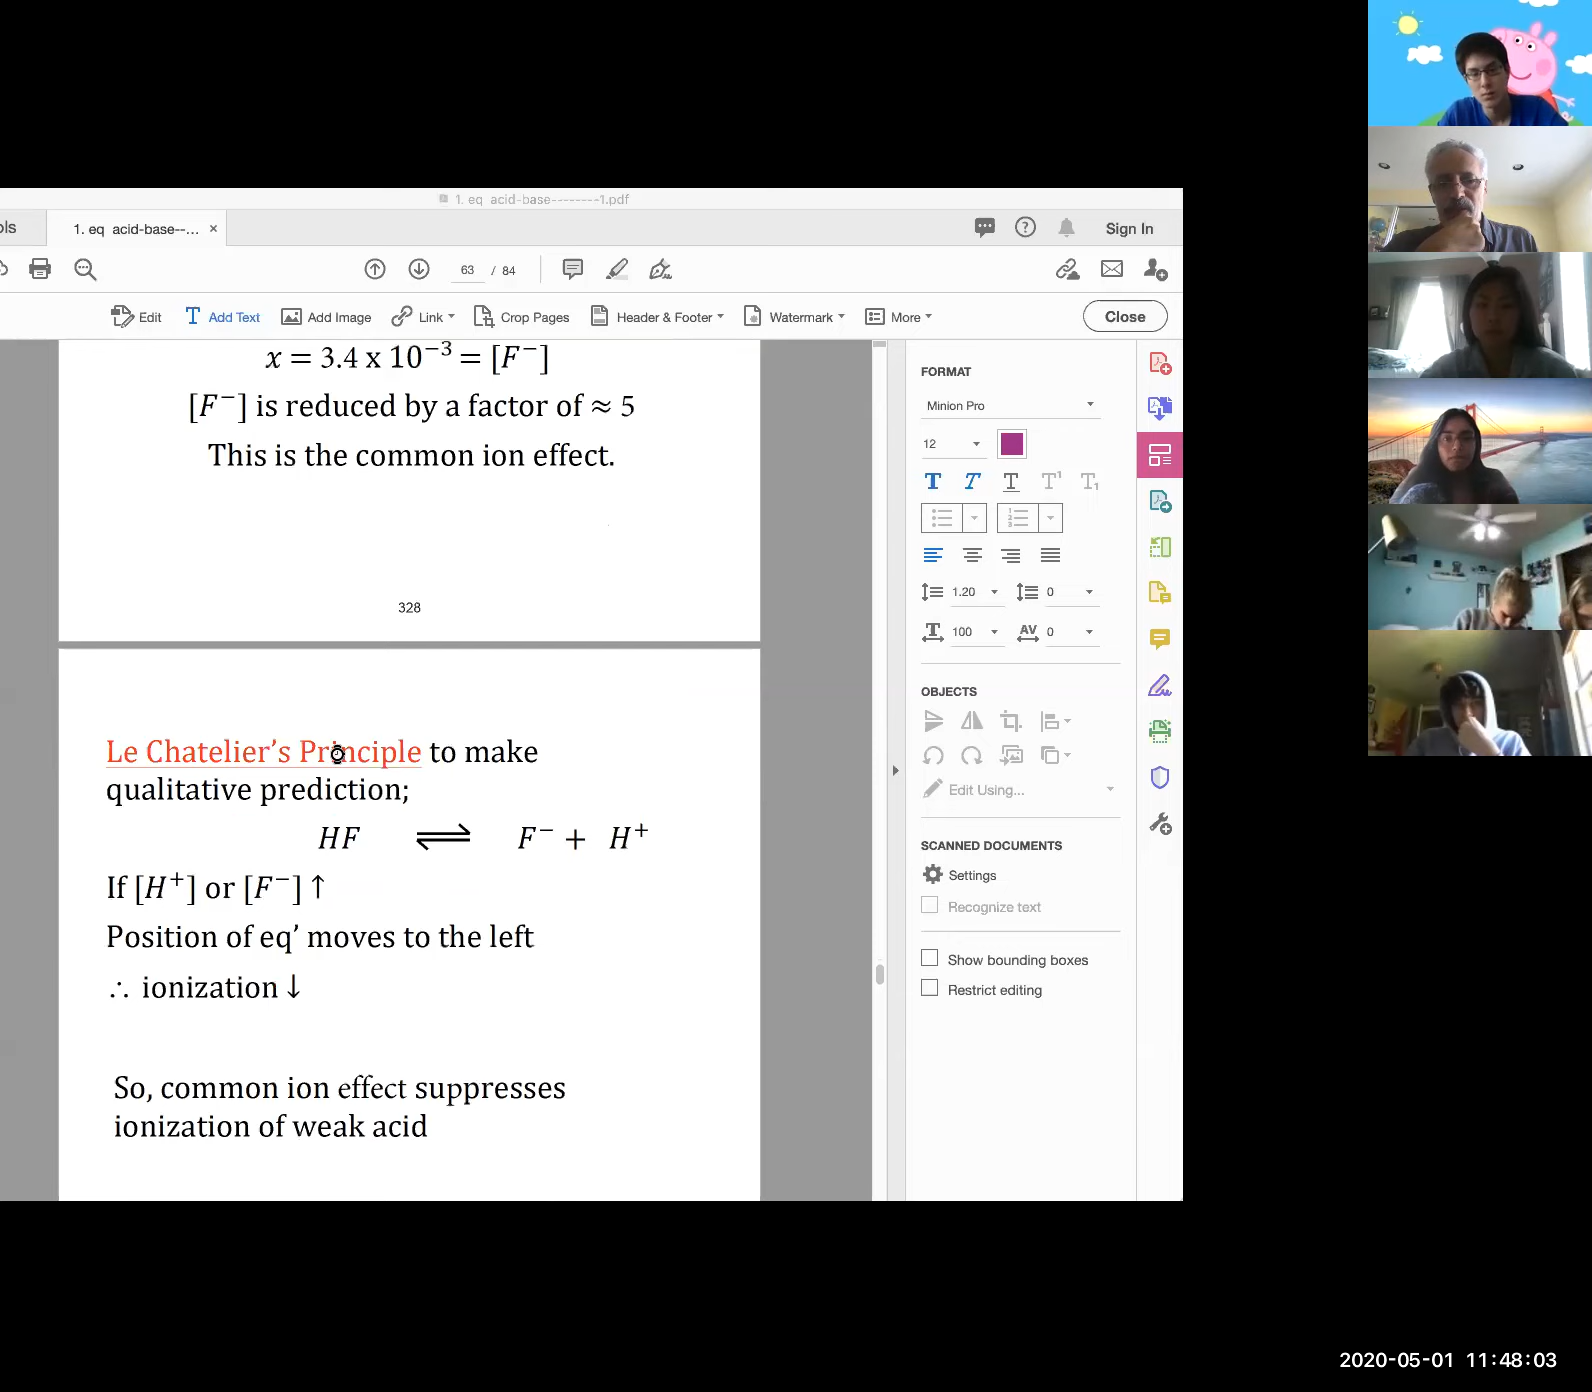 1. eq acid-base--------1.pdf
ols
1. eq acid-base--... ×
Sign In
63 / 84
Edit Add Text Add Image Link Crop Pages Header & Footer Watermark More Close
x = 3.4 x 10⁻³ = [F⁻]
[F⁻] is reduced by a factor of ≈ 5
This is the common ion effect.
328
Le Chatelier's Principle to make
qualitative prediction;
HF ⇌ F⁻ + H⁺
If [H⁺] or [F⁻] ↑
Position of eq' moves to the left
∴ ionization ↓
So, common ion effect suppresses
ionization of weak acid
FORMAT
Minion Pro
12
T T T T¹ T₁
1.20 0
100 AV 0
OBJECTS
Edit Using...
SCANNED DOCUMENTS
Settings
Recognize text
Show bounding boxes
Restrict editing
2020-05-01 11:48:03